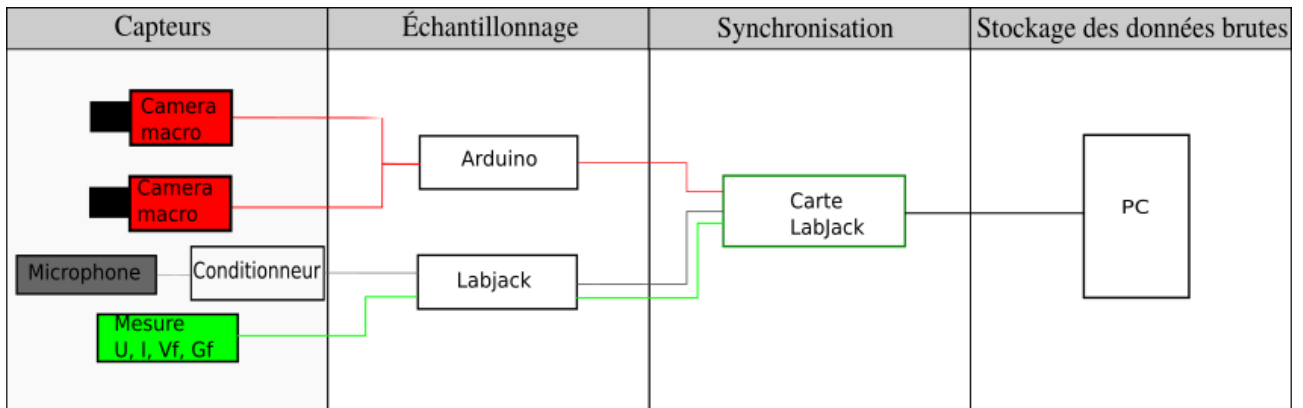 Capteurs
Échantillonnage
Synchronisation
Stockage des données brutes
Camera
macro
Camera
macro
Microphone
Conditionneur
Mesure
U, I, Vf, Gf
Arduino
Labjack
Carte
LabJack
PC